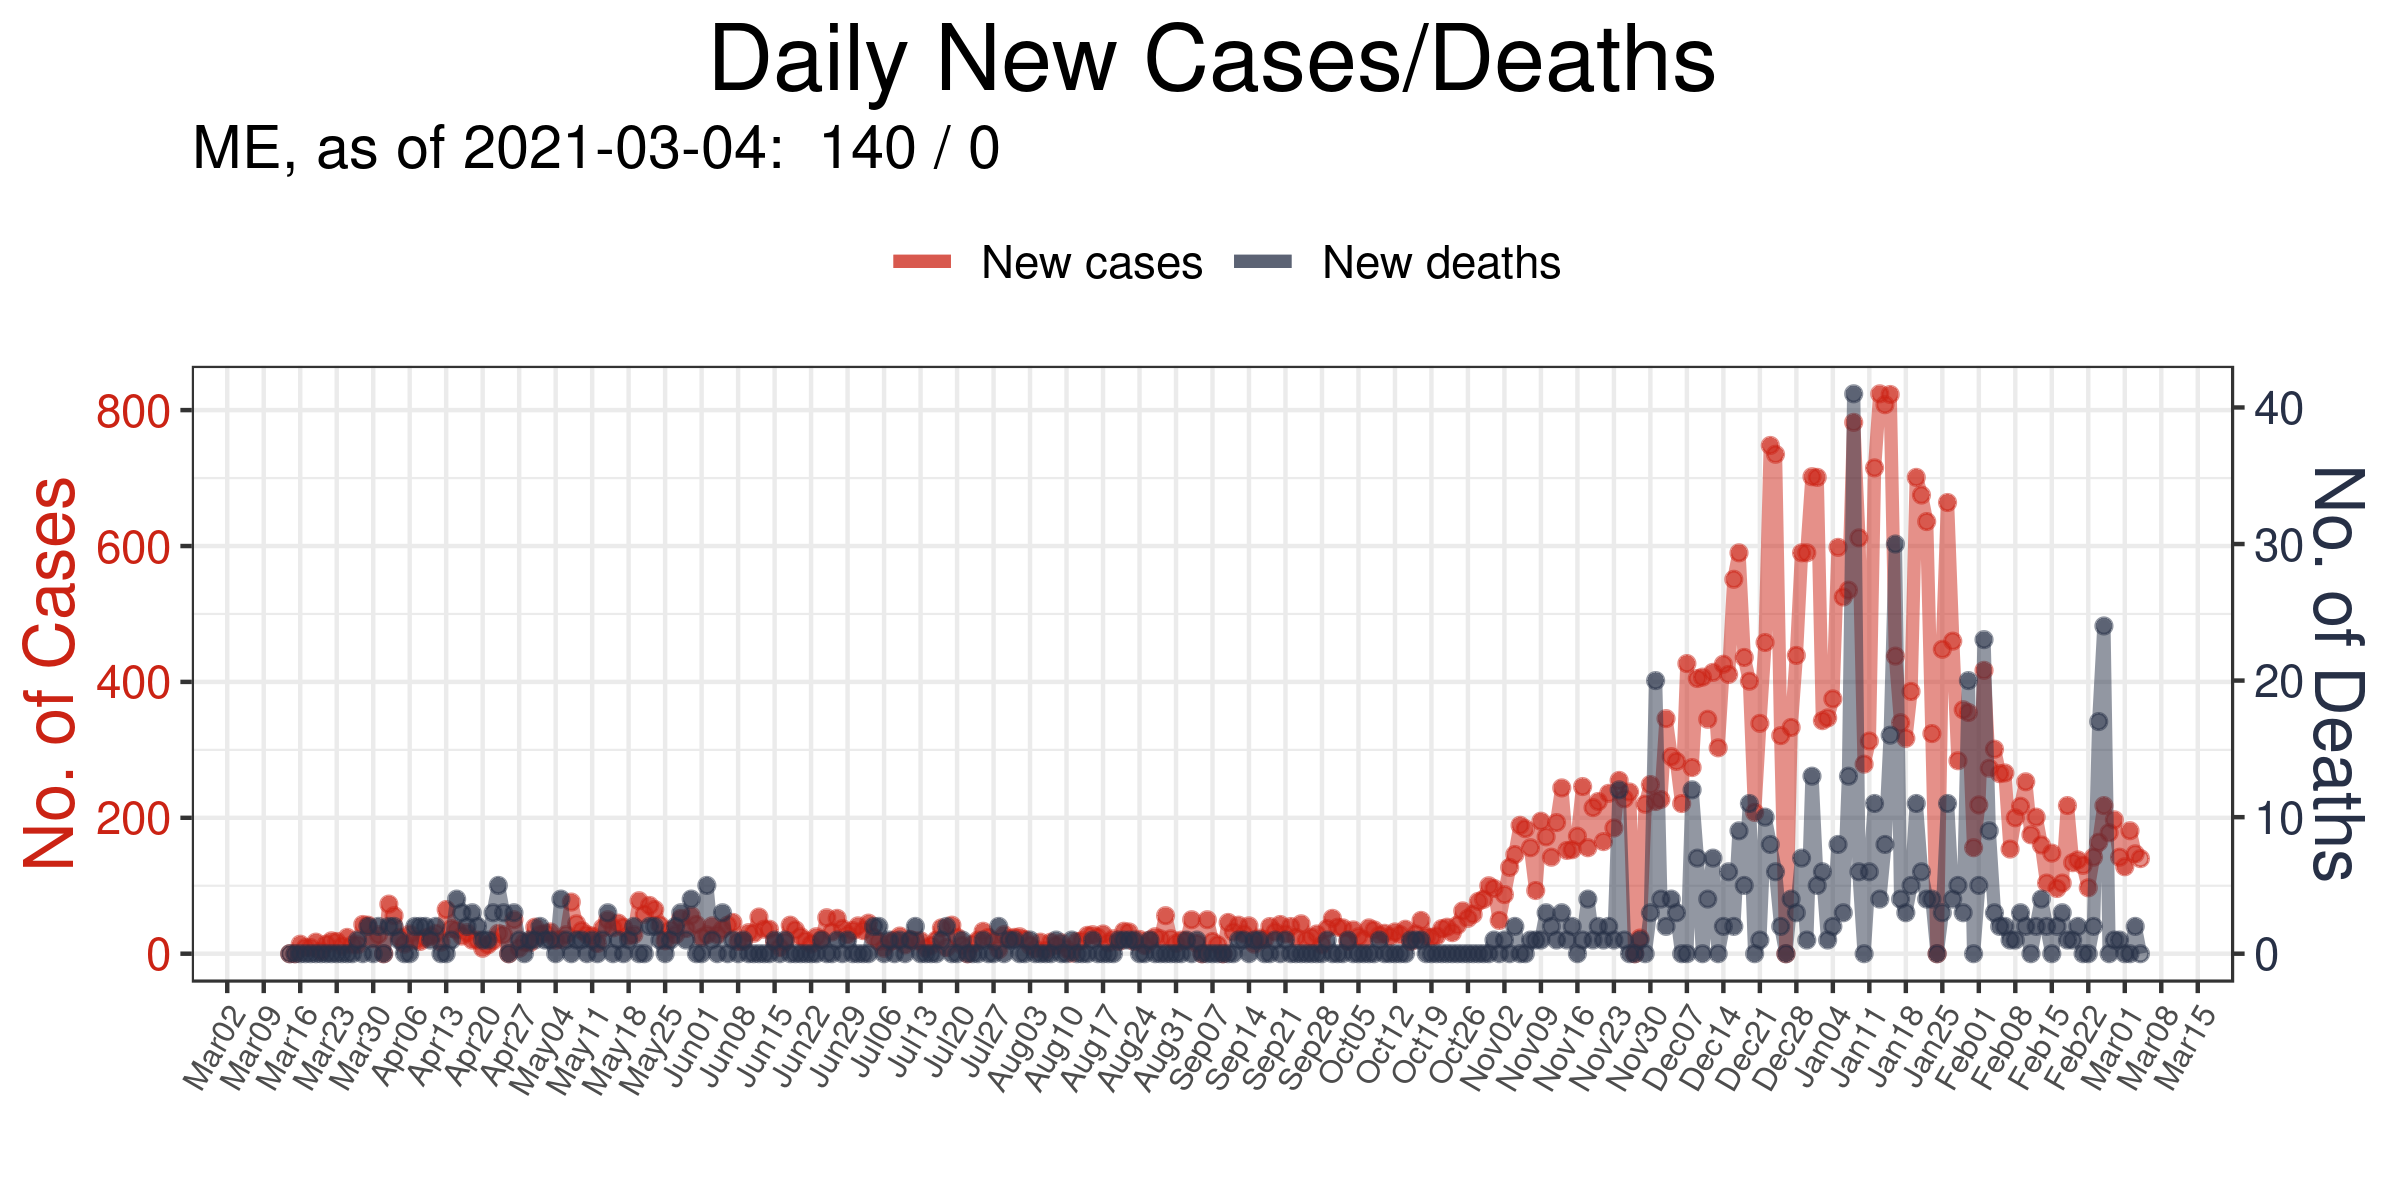 Daily New Cases/Deaths
ME, as of 2021-03-04: 140 / 0
New cases
New deaths
No. of Cases
800
600
400
200
0
40
30
20
10
0
No. of Deaths
Mar02
Mar09
Mar16
Mar23
Mar30
Apr06
Apr13
Apr20
Apr27
May04
May11
May18
May25
Jun01
Jun08
Jun15
Jun22
Jun29
Jul06
Jul13
Jul20
Jul27
Aug03
Aug10
Aug17
Aug24
Aug31
Sep07
Sep14
Sep21
Sep28
Oct05
Oct12
Oct19
Oct26
Nov02
Nov09
Nov16
Nov23
Nov30
Dec07
Dec14
Dec21
Dec28
Jan04
Jan11
Jan18
Jan25
Feb01
Feb08
Feb15
Feb22
Mar01
Mar08
Mar15